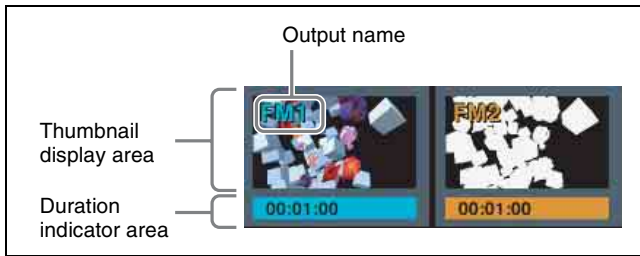 Output name
FM1
FM2
Thumbnail
display area
Duration
indicator area
00:01:00
00:01:00